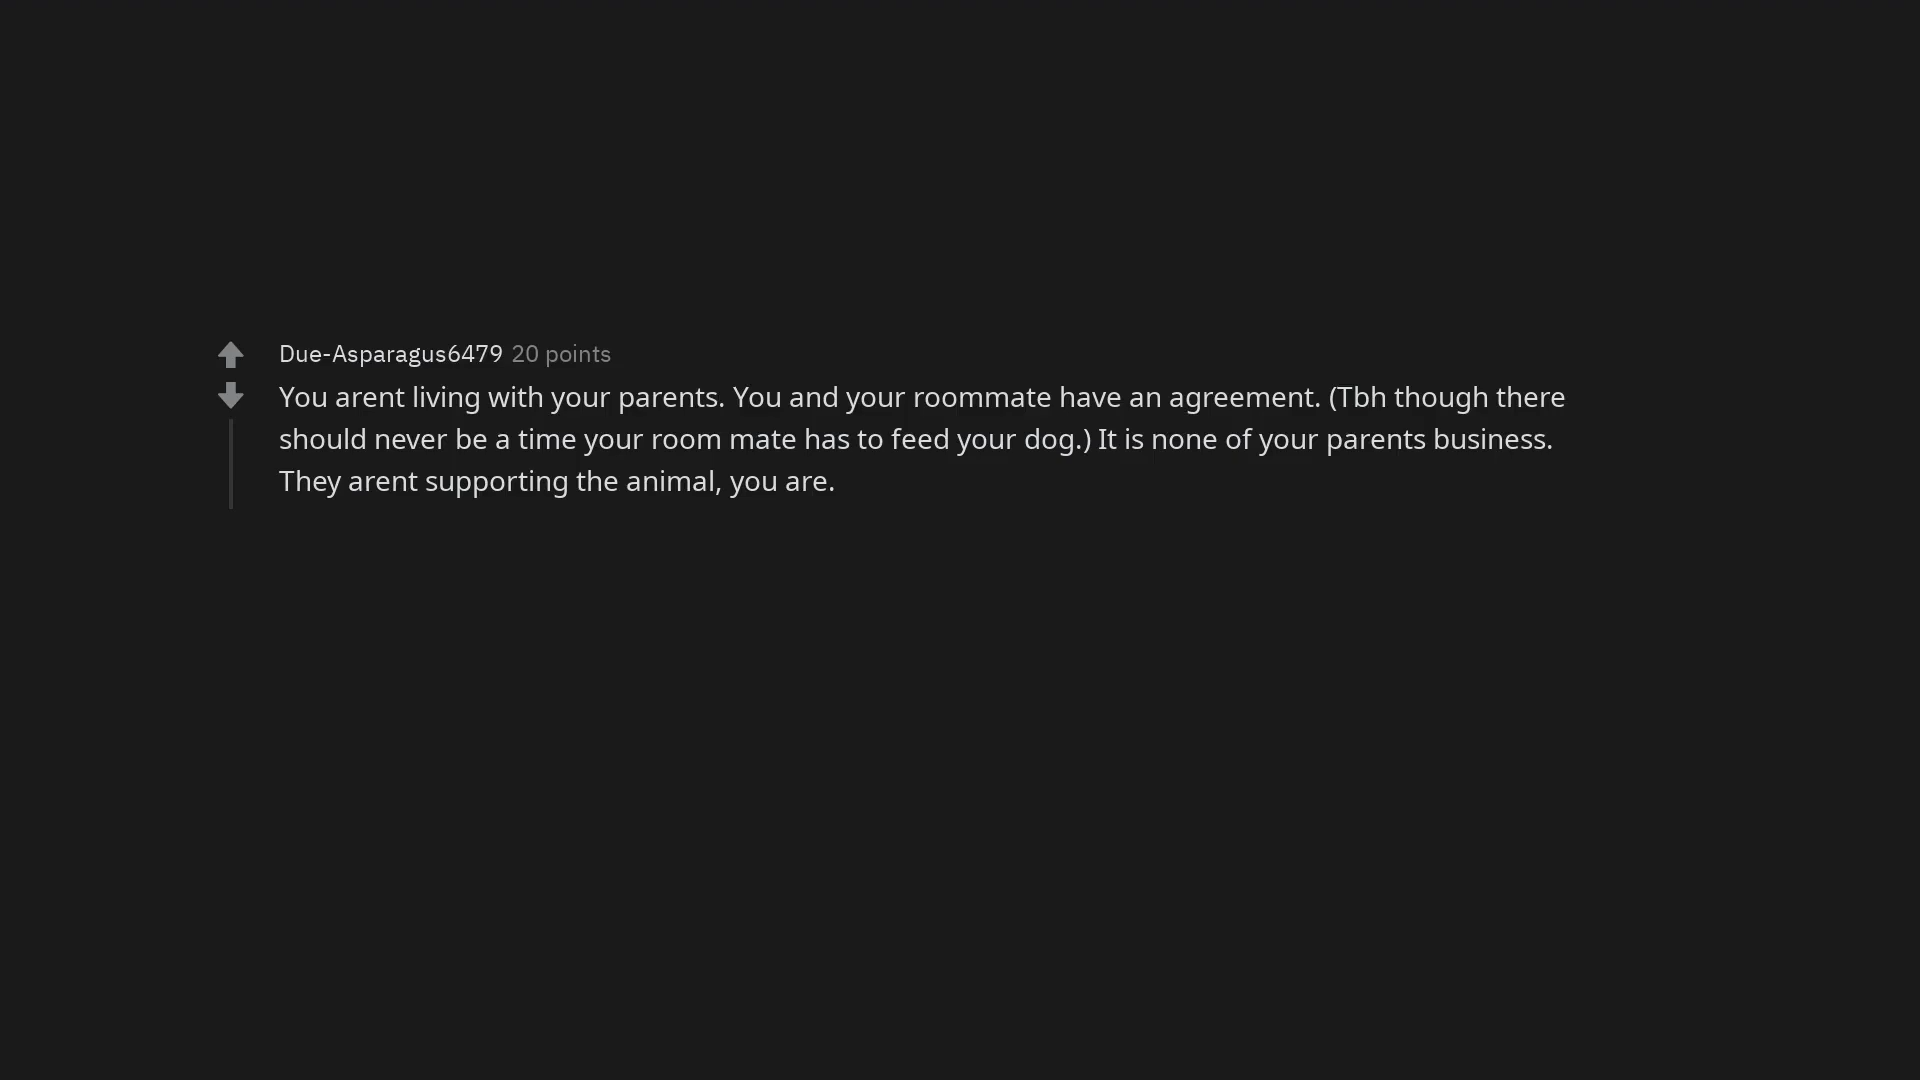 Due-Asparagus6479 20 points
You arent living with your parents. You and your roommate have an agreement. (Tbh though there
should never be a time your room mate has to feed your dog.) It is none of your parents business.
They arent supporting the animal, you are.